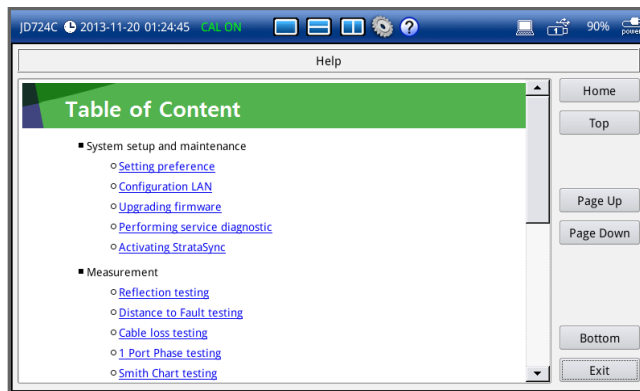 JD724C 2013-11-20 01:24:45 CAL ON 90%
power
Help
Table of Content
Home
Top
Page Up
Page Down
Bottom
Exit
■ System setup and maintenance
○ Setting preference
○ Configuration LAN
○ Upgrading firmware
○ Performing service diagnostic
○ Activating StrataSync
■ Measurement
○ Reflection testing
○ Distance to Fault testing
○ Cable loss testing
○ 1 Port Phase testing
○ Smith Chart testing